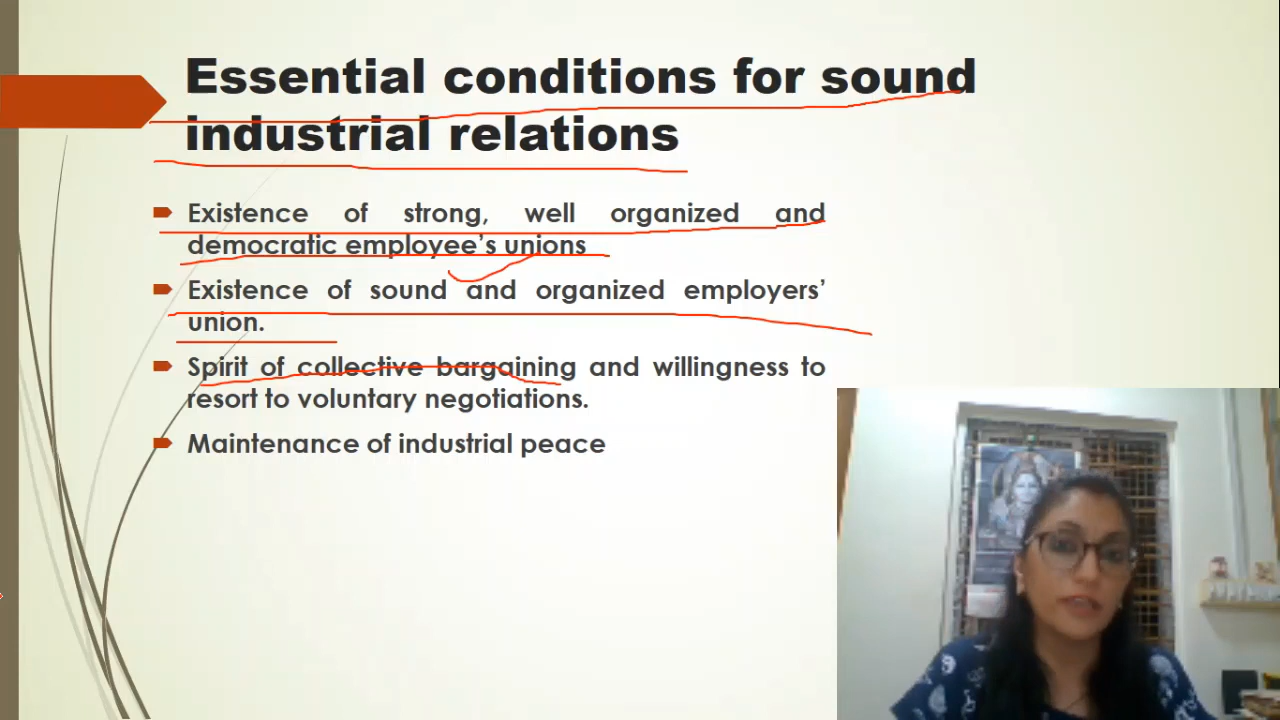 Essential conditions for sound
industrial relations
Existence of strong, well organized and
democratic employee’s unions
Existence of sound and organized employers’
union.
Spirit of collective bargaining and willingness to
resort to voluntary negotiations.
Maintenance of industrial peace